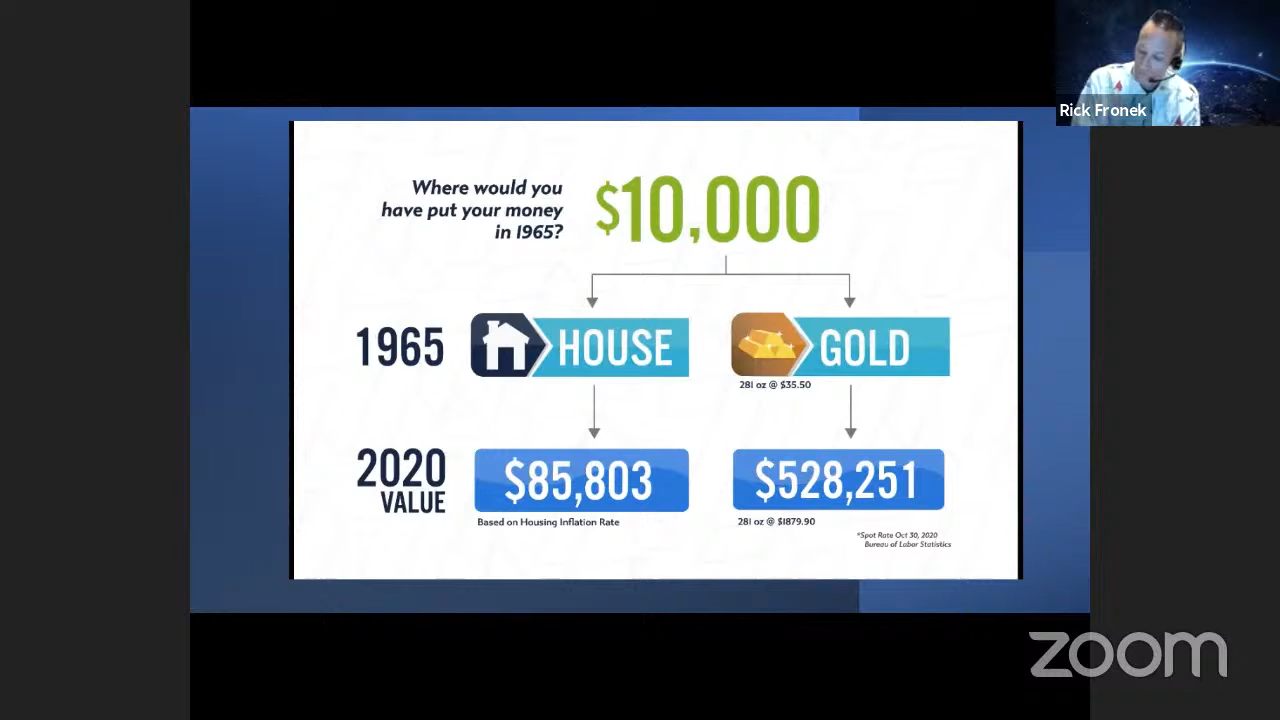 Rick Fronek
Where would you
have put your money
in 1965?
$10,000
1965
HOUSE
GOLD
281 oz @ $35.50
2020
VALUE
$85,803
$528,251
Based on Housing Inflation Rate
281 oz @ $1879.90
*Spot Rate Oct 30, 2020
Bureau of Labor Statistics
zoom